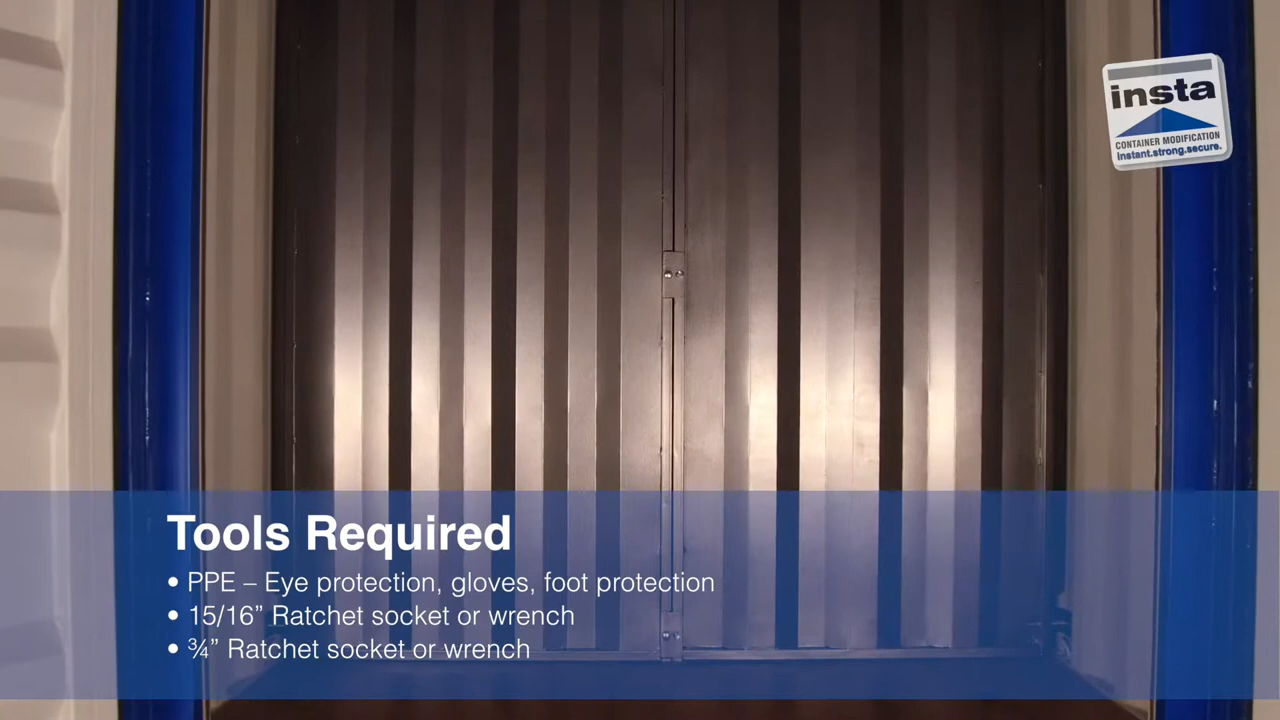 insta
CONTAINER MODIFICATION
instant.strong.secure.
Tools Required
• PPE – Eye protection, gloves, foot protection
• 15/16” Ratchet socket or wrench
• ¾” Ratchet socket or wrench